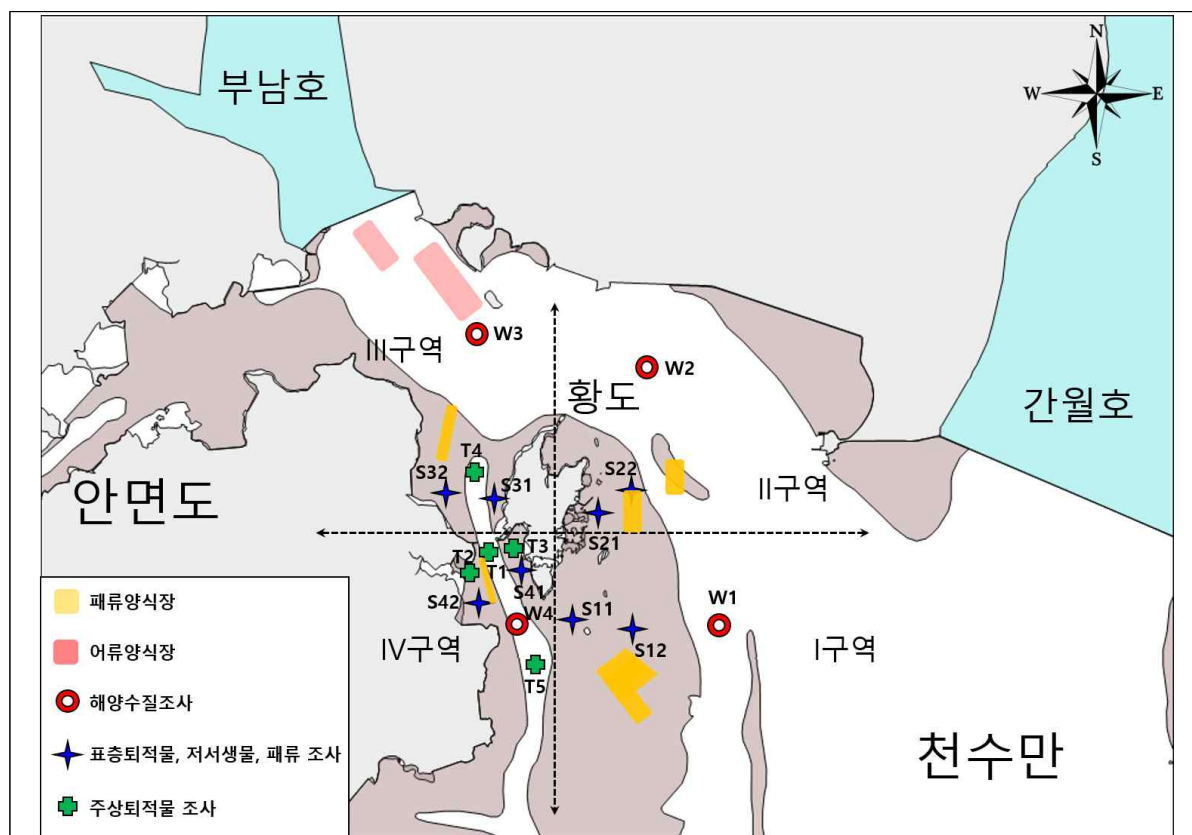 N
부남호
W
E
S
W3
III구역
W2
황도
간월호
T4
S22
S32
S31
II구역
안면도
S21
T3
T2
T1
S41
S42
W4
S11
W1
IV구역
S12
I구역
T5
천수만
패류양식장
어류양식장
해양수질조사
표층퇴적물, 저서생물, 패류 조사
주상퇴적물 조사